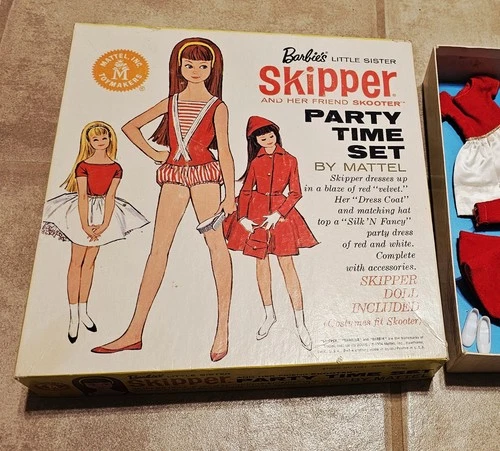 MATTEL, INC.
M
TOYMAKERS
Barbie's LITTLE SISTER
Skipper®
AND HER FRIEND SKOOTER™
PARTY
TIME
SET
BY MATTEL
Skipper dresses up
in a blaze of red "velvet."
Her "Dress Coat"
and matching hat
top a "Silk 'N Fancy"
party dress
of red and white.
Complete
with accessories.
SKIPPER
DOLL
INCLUDED
(Costumes fit Skooter)
Skipper PARTY TIME SET